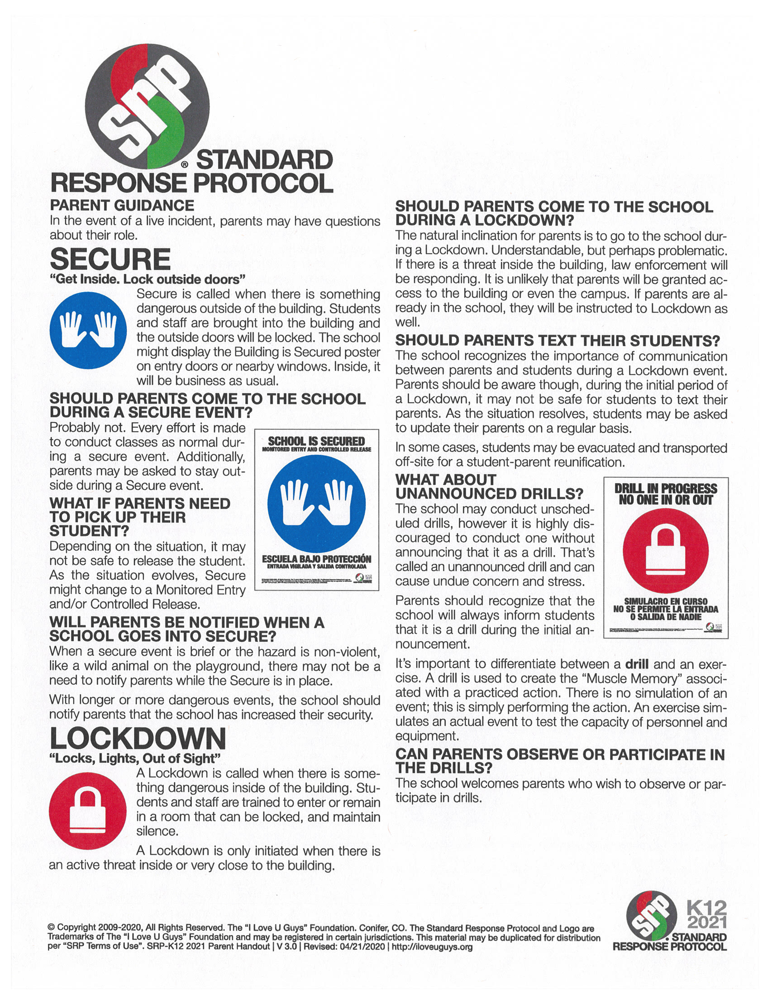 srp
® STANDARD
RESPONSE PROTOCOL
PARENT GUIDANCE
In the event of a live incident, parents may have questions
about their role.
SECURE
“Get Inside. Lock outside doors”
Secure is called when there is something
dangerous outside of the building. Students
and staff are brought into the building and
the outside doors will be locked. The school
might display the Building is Secured poster
on entry doors or nearby windows. Inside, it
will be business as usual.
SHOULD PARENTS COME TO THE SCHOOL
DURING A SECURE EVENT?
Probably not. Every effort is made
to conduct classes as normal dur-
ing a secure event. Additionally,
parents may be asked to stay out-
side during a Secure event.
WHAT IF PARENTS NEED
TO PICK UP THEIR
STUDENT?
Depending on the situation, it may
not be safe to release the student.
As the situation evolves, Secure
might change to a Monitored Entry
and/or Controlled Release.
SCHOOL IS SECURED
MONITORED ENTRY AND CONTROLLED RELEASE
ESCUELA BAJO PROTECCIÓN
ENTRADA VIGILADA Y SALIDA CONTROLADA
K12
WILL PARENTS BE NOTIFIED WHEN A
SCHOOL GOES INTO SECURE?
When a secure event is brief or the hazard is non-violent,
like a wild animal on the playground, there may not be a
need to notify parents while the Secure is in place.
With longer or more dangerous events, the school should
notify parents that the school has increased their security.
LOCKDOWN
“Locks, Lights, Out of Sight”
A Lockdown is called when there is some-
thing dangerous inside of the building. Stu-
dents and staff are trained to enter or remain
in a room that can be locked, and maintain
silence.
A Lockdown is only initiated when there is
an active threat inside or very close to the building.
SHOULD PARENTS COME TO THE SCHOOL
DURING A LOCKDOWN?
The natural inclination for parents is to go to the school dur-
ing a Lockdown. Understandable, but perhaps problematic.
If there is a threat inside the building, law enforcement will
be responding. It is unlikely that parents will be granted ac-
cess to the building or even the campus. If parents are al-
ready in the school, they will be instructed to Lockdown as
well.
SHOULD PARENTS TEXT THEIR STUDENTS?
The school recognizes the importance of communication
between parents and students during a Lockdown event.
Parents should be aware though, during the initial period of
a Lockdown, it may not be safe for students to text their
parents. As the situation resolves, students may be asked
to update their parents on a regular basis.
In some cases, students may be evacuated and transported
off-site for a student-parent reunification.
WHAT ABOUT
UNANNOUNCED DRILLS?
The school may conduct unsched-
uled drills, however it is highly dis-
couraged to conduct one without
announcing that it as a drill. That’s
called an unannounced drill and can
cause undue concern and stress.
Parents should recognize that the
school will always inform students
that it is a drill during the initial an-
nouncement.
DRILL IN PROGRESS
NO ONE IN OR OUT
SIMULACRO EN CURSO
NO SE PERMITE LA ENTRADA
O SALIDA DE NADIE
K12
It’s important to differentiate between a drill and an exer-
cise. A drill is used to create the “Muscle Memory” associ-
ated with a practiced action. There is no simulation of an
event; this is simply performing the action. An exercise sim-
ulates an actual event to test the capacity of personnel and
equipment.
CAN PARENTS OBSERVE OR PARTICIPATE IN
THE DRILLS?
The school welcomes parents who wish to observe or par-
ticipate in drills.
© Copyright 2009-2020, All Rights Reserved. The “I Love U Guys” Foundation. Conifer, CO. The Standard Response Protocol and Logo are
Trademarks of The “I Love U Guys” Foundation and may be registered in certain jurisdictions. This material may be duplicated for distribution
per “SRP Terms of Use”. SRP-K12 2021 Parent Handout | V 3.0 | Revised: 04/21/2020 | http://iloveuguys.org
srp
K12
2021
STANDARD
RESPONSE PROTOCOL